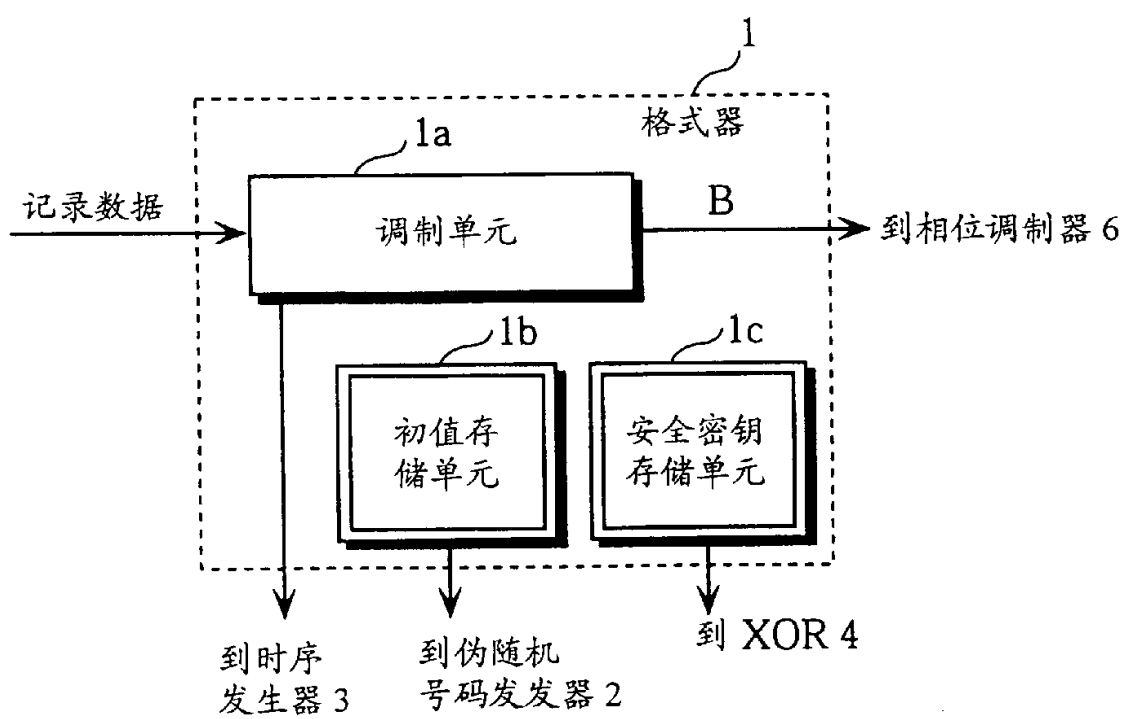 1
格式器
1a
记录数据
调制单元
B
到相位调制器 6
1b
1c
初值存
储单元
安全密钥
存储单元
到时序
发生器 3
到伪随机
号码发发器 2
到 XOR 4